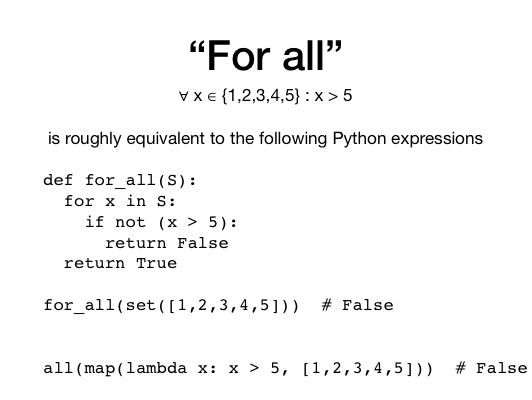 “For all”
∀ x ∈ {1,2,3,4,5} : x > 5
is roughly equivalent to the following Python expressions
def for_all(S):
  for x in S:
    if not (x > 5):
      return False
  return True
for_all(set([1,2,3,4,5]))  # False
all(map(lambda x: x > 5, [1,2,3,4,5]))  # False